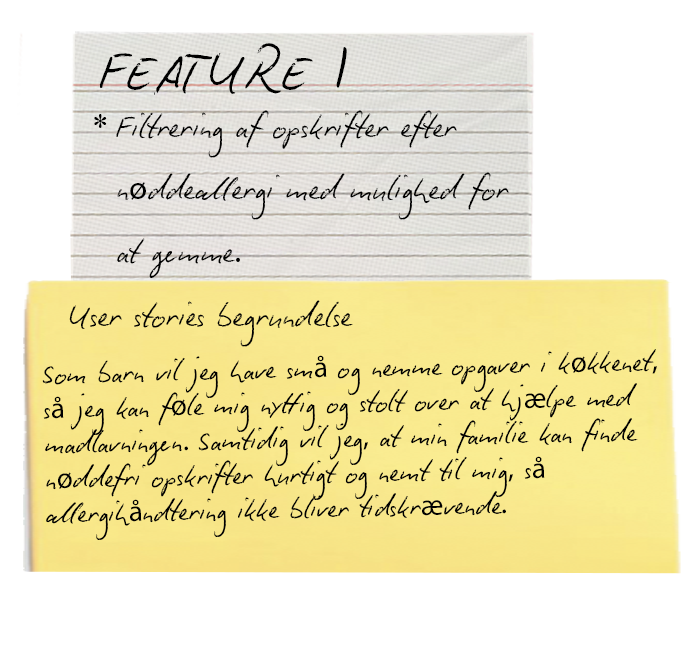 FEATURE 1
* Filtrering af opskrifter efter
nøddeallergi med mulighed for
at gemme.
User stories begrundelse
Som barn vil jeg have små og nemme opgaver i køkkenet,
så jeg kan føle mig nyttig og stolt over at hjælpe med
madlavningen. Samtidig vil jeg, at min familie kan finde
nøddefri opskrifter hurtigt og nemt til mig, så
allergihåndtering ikke bliver tidskrævende.